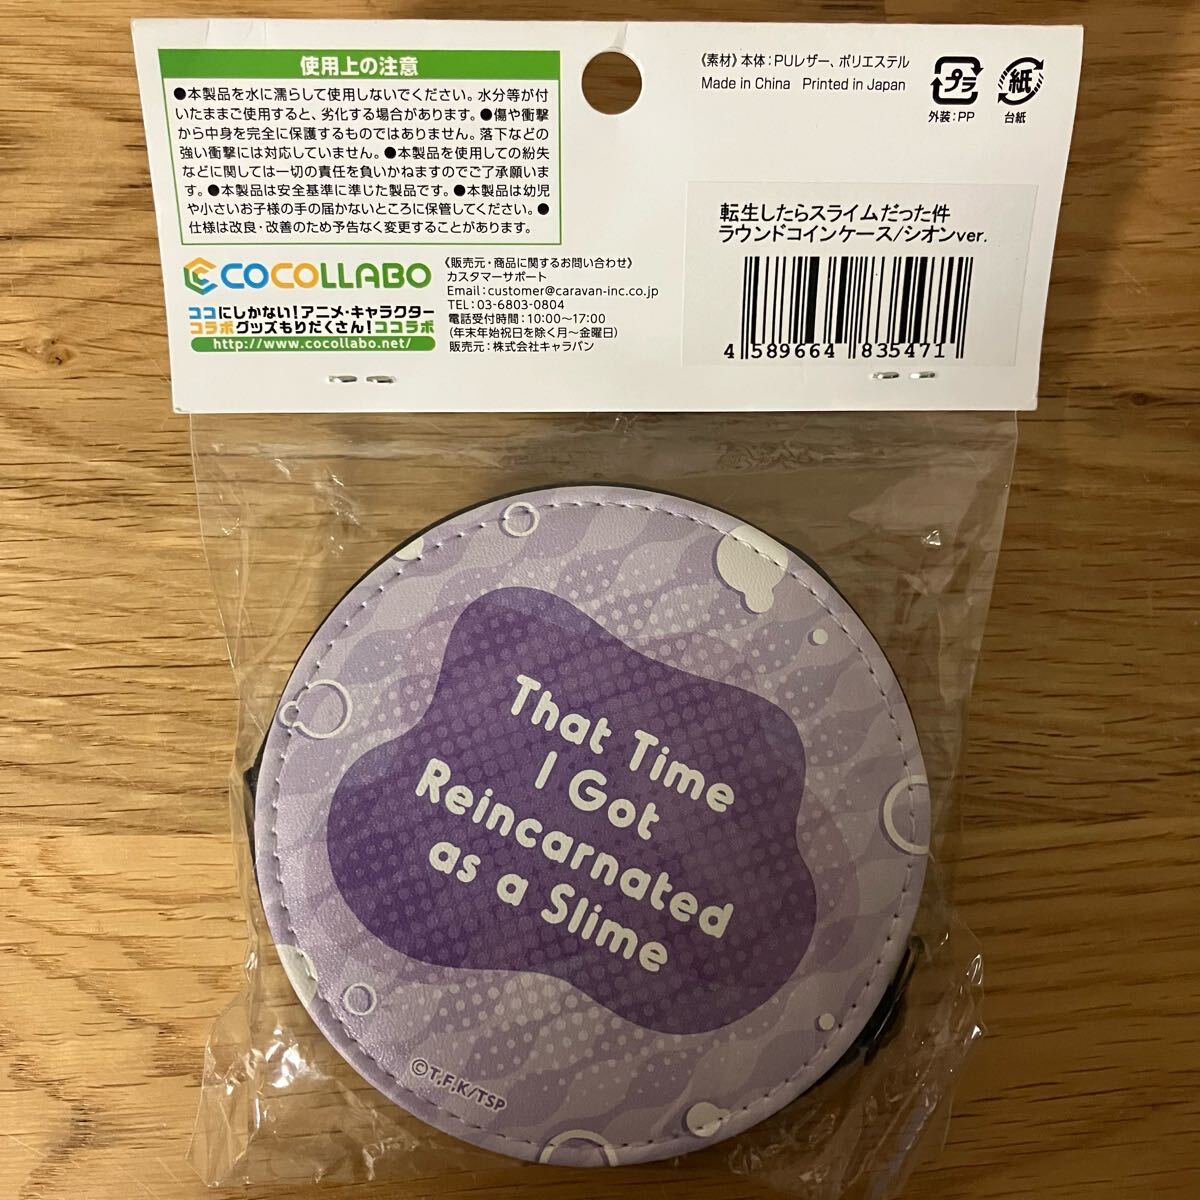 使用上の注意
●本製品を水に濡らして使用しないでください。水分等が付
いたままご使用すると、劣化する場合があります。●傷や衝撃
から中身を完全に保護するものではありません。落下などの
強い衝撃には対応していません。●本製品を使用しての紛失
などに関しては一切の責任を負いかねますのでご了承願いま
す。●本製品は安全基準に準じた製品です。●本製品は幼児
や小さいお子様の手の届かないところに保管してください。●
仕様は改良・改善のため予告なく変更することがあります。
COCOLLABO
ココにしかない!アニメ・キャラクター
コラボグッズもりだくさん!ココラボ
http://www.cocollabo.net/
《販売元・商品に関するお問い合わせ》
カスタマーサポート
Email:customer@caravan-inc.co.jp
TEL:03-6803-0804
電話受付時間:10:00〜17:00
(年末年始祝日を除く月〜金曜日)
販売元:株式会社キャラバン
《素材》本体:PUレザー、ポリエステル
Made in China Printed in Japan
プラ
外装:PP
紙
台紙
転生したらスライムだった件
ラウンドコインケース/シオンver.
4 589664 835471
That Time
I Got
Reincarnated
as a Slime
©T,F,K/TSP